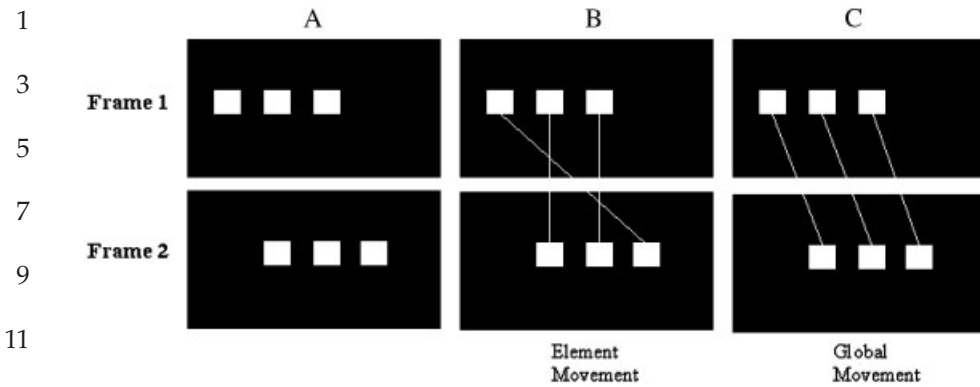 1
A B C
3
Frame 1
5
7
Frame 2
9
11
Element Global
Movement Movement